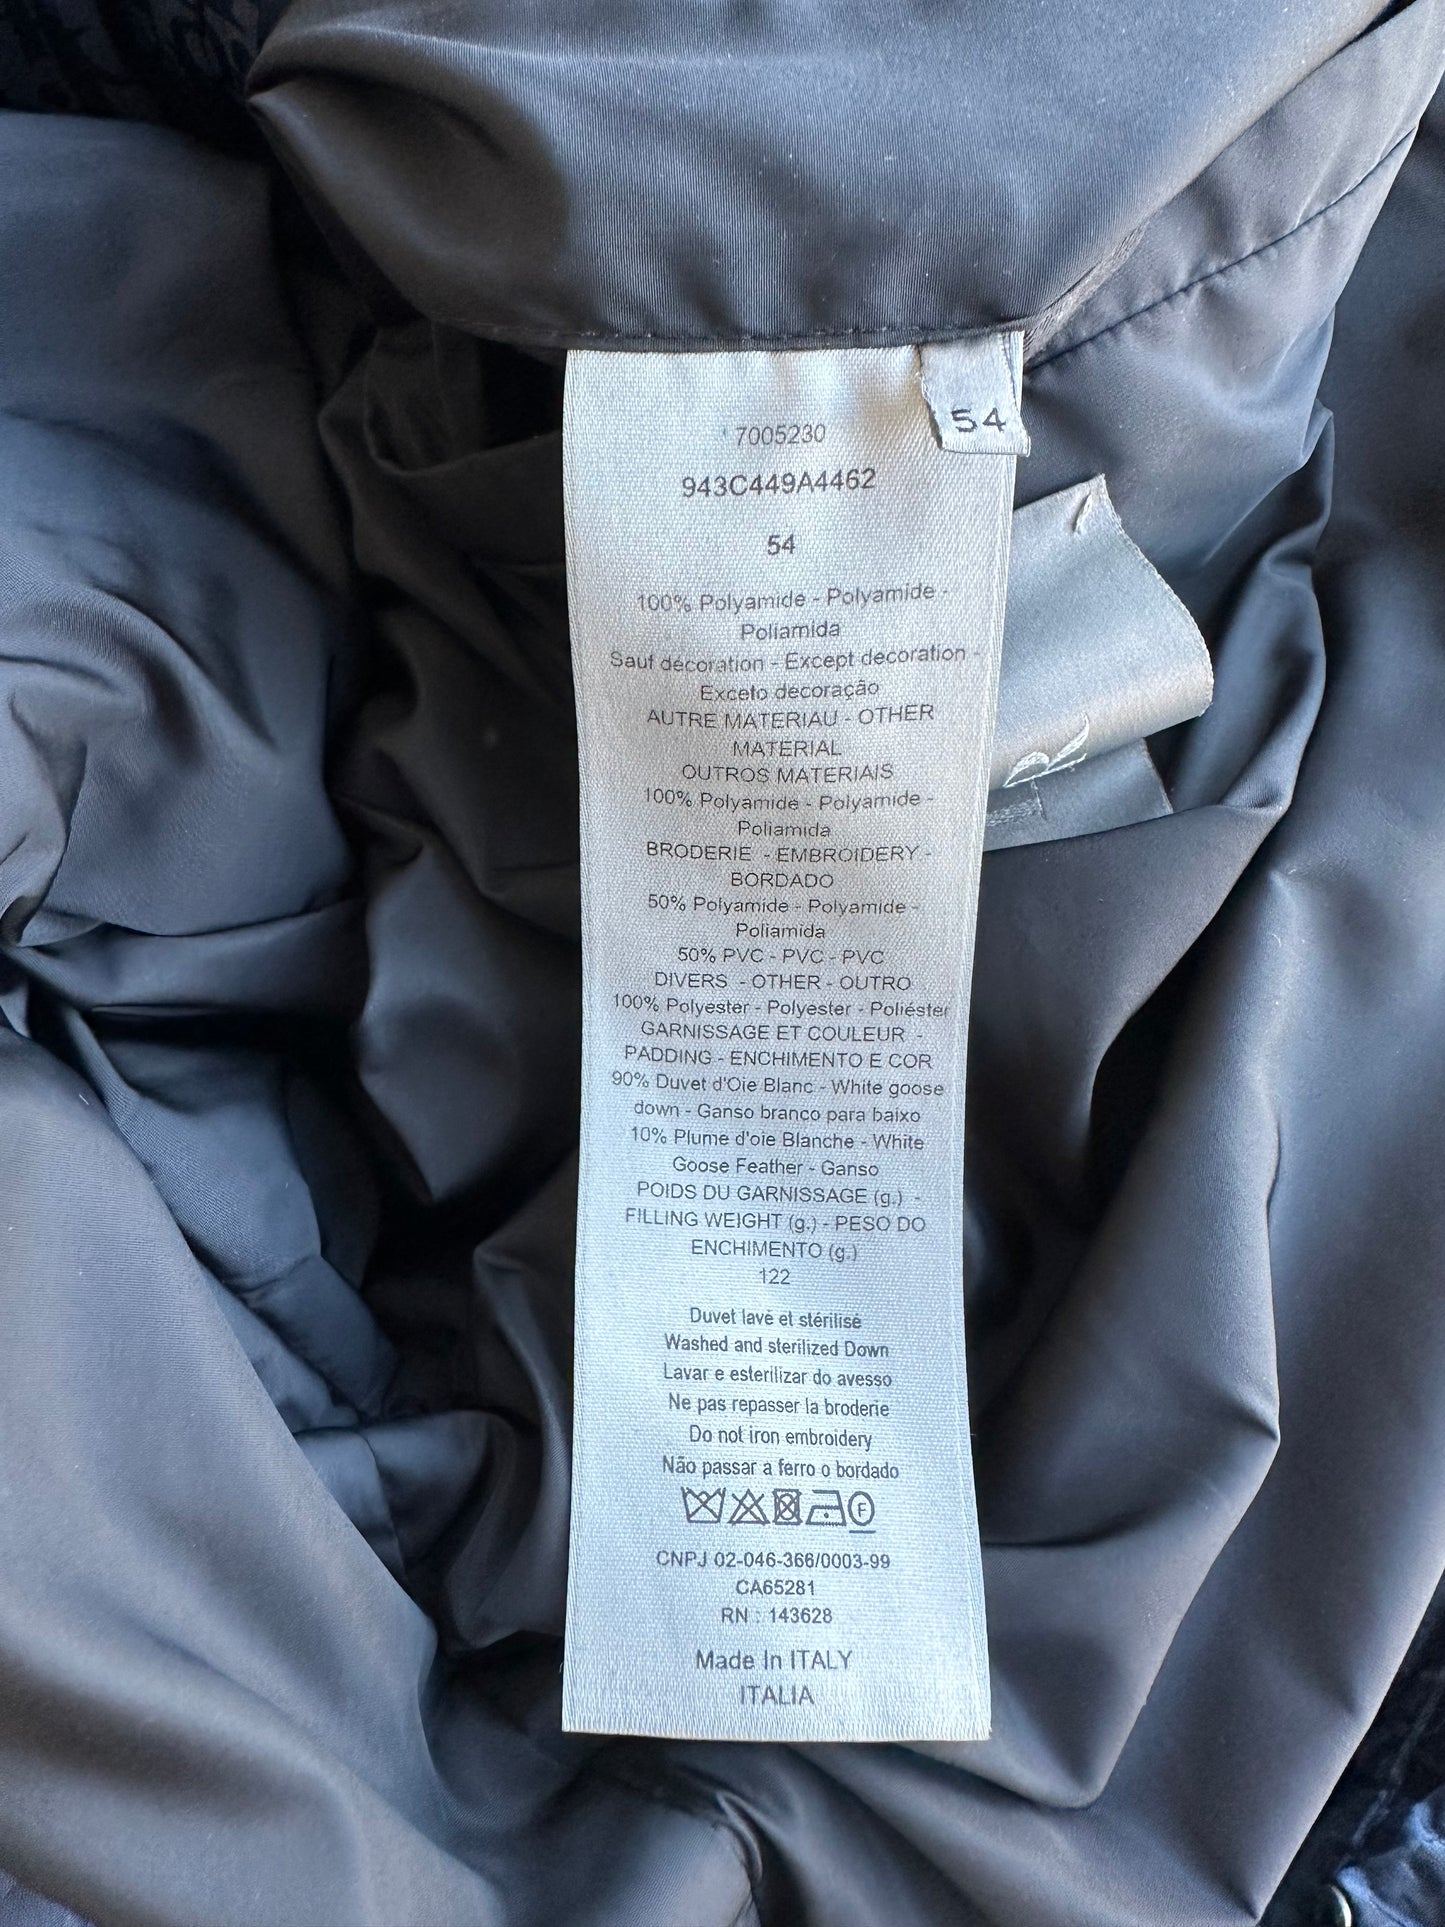 54
7005230
943C449A4462
54
100% Polyamide - Polyamide -
Poliamida
Sauf décoration - Except decoration -
Exceto decoração
AUTRE MATERIAU - OTHER
MATERIAL
OUTROS MATERIAIS
100% Polyamide - Polyamide -
Poliamida
BRODERIE - EMBROIDERY -
BORDADO
50% Polyamide - Polyamide -
Poliamida
50% PVC - PVC - PVC
DIVERS - OTHER - OUTRO
100% Polyester - Polyester - Poliéster
GARNISSAGE ET COULEUR -
PADDING - ENCHIMENTO E COR
90% Duvet d'Oie Blanc - White goose
down - Ganso branco para baixo
10% Plume d'oie Blanche - White
Goose Feather - Ganso
POIDS DU GARNISSAGE (g.) -
FILLING WEIGHT (g.) - PESO DO
ENCHIMENTO (g.)
122
Duvet lavé et stérilisé
Washed and sterilized Down
Lavar e esterilizar do avesso
Ne pas repasser la broderie
Do not iron embroidery
Não passar a ferro o bordado
F
CNPJ 02-046-366/0003-99
CA65281
RN : 143628
Made In ITALY
ITALIA